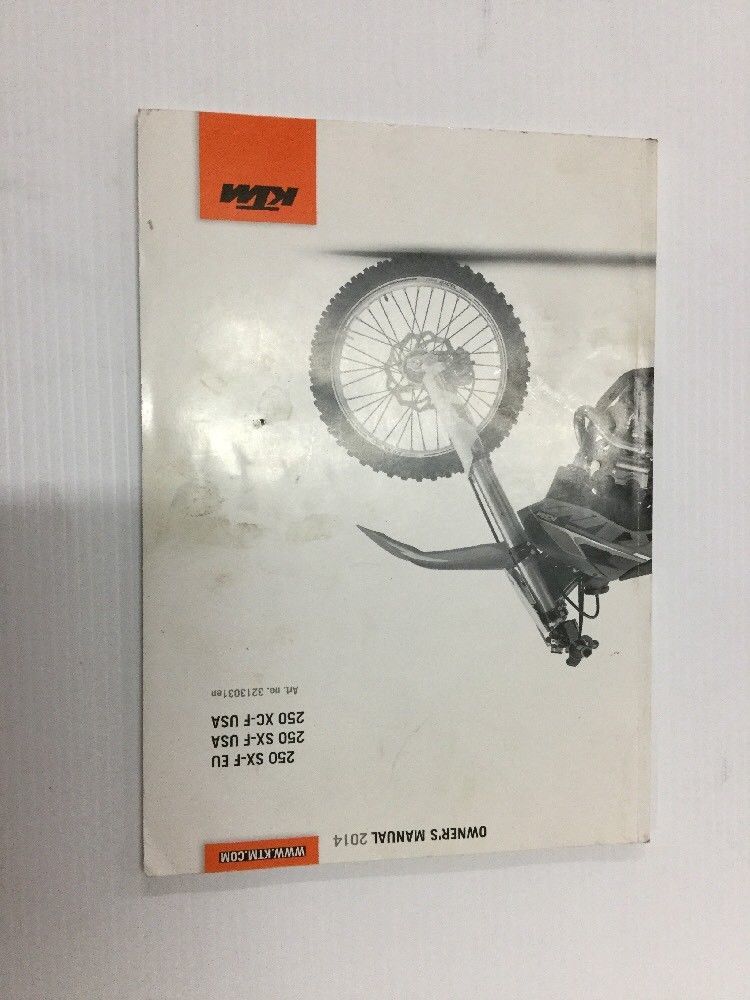 WWW.KTM.COM
OWNER'S MANUAL 2014
250 SX-F EU
250 SX-F USA
250 XC-F USA
Art. no. 3213031en
KTM